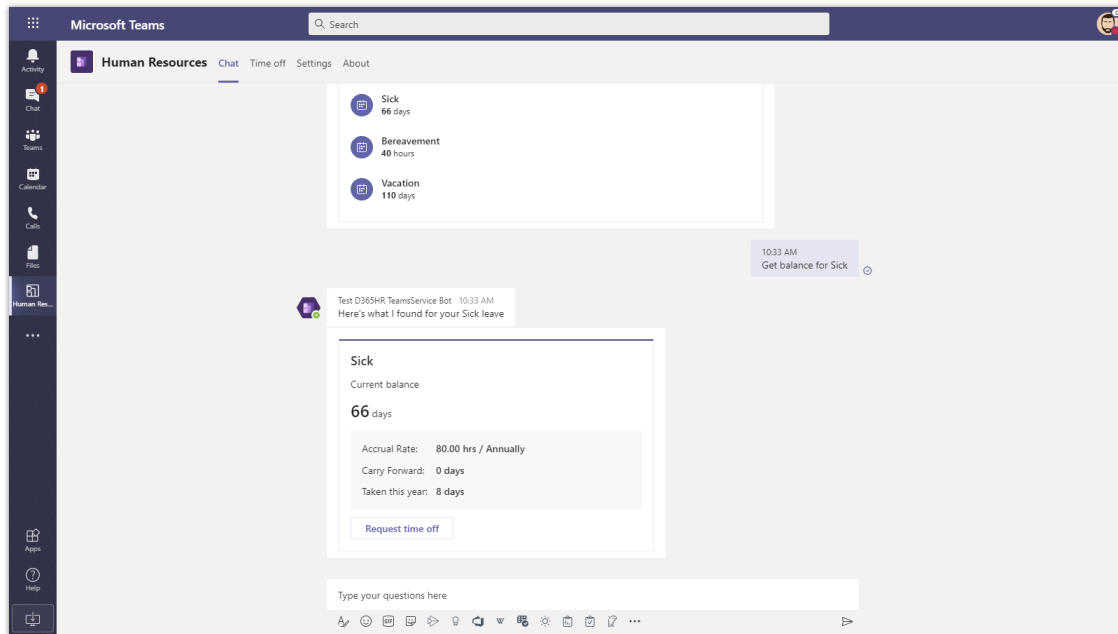 Microsoft Teams
Search
Activity
1
Chat
Teams
Calendar
Calls
Files
Human Res...
Apps
Help
Human Resources Chat Time off Settings About
Sick
66 days
Bereavement
40 hours
Vacation
110 days
10:33 AM
Get balance for Sick
Test D365HR TeamsService Bot 10:33 AM
Here's what I found for your Sick leave
Sick
Current balance
66 days
Accrual Rate: 80.00 hrs / Annually
Carry Forward: 0 days
Taken this year: 8 days
Request time off
Type your questions here
GIF